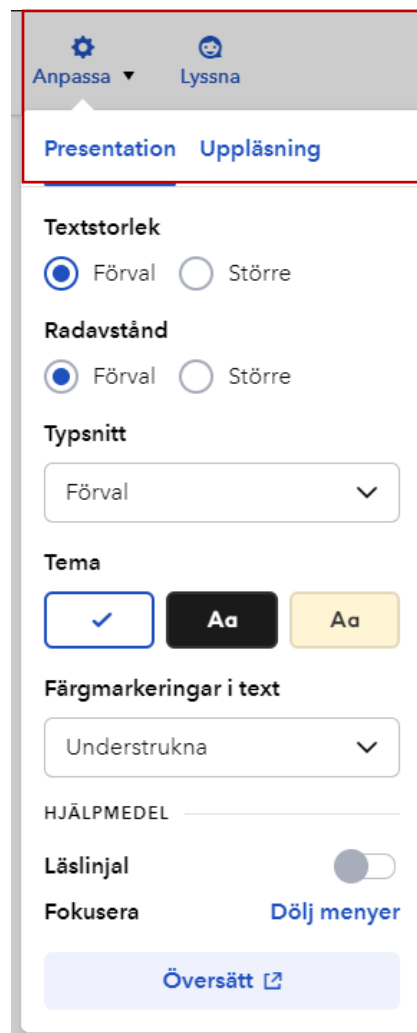 Anpassa Lyssna
Presentation Uppläsning
Textstorlek
Förval Större
Radavstånd
Förval Större
Typsnitt
Förval
Tema
Aa Aa
Färgmarkeringar i text
Understrukna
HJÄLPMEDEL
Läslinjal
Fokusera Dölj menyer
Översätt